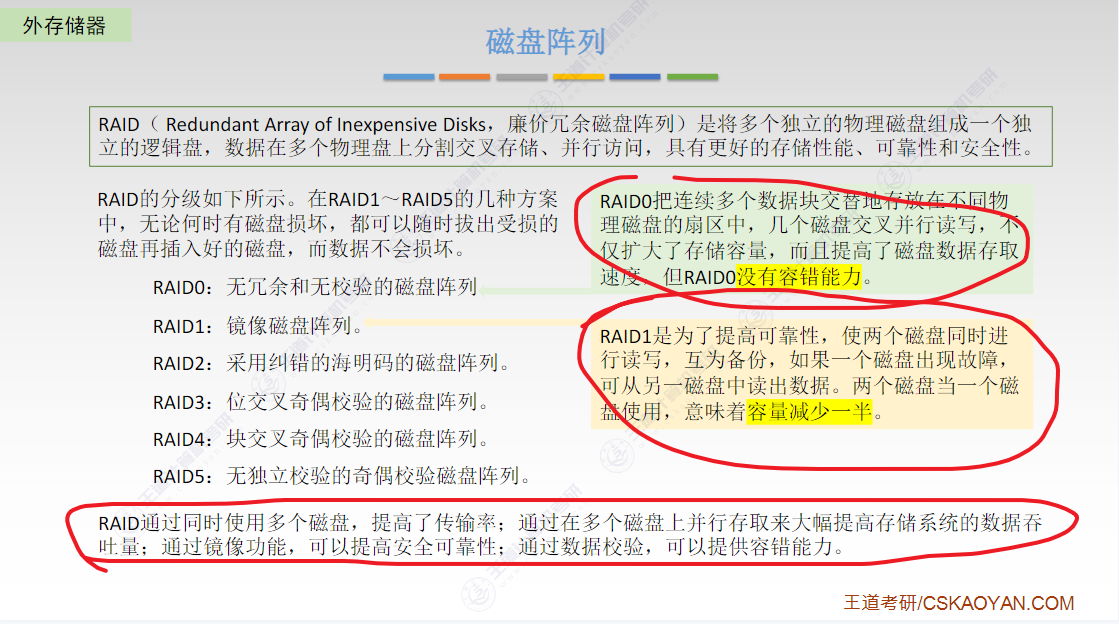 外存储器
磁盘阵列
RAID（ Redundant Array of Inexpensive Disks，廉价冗余磁盘阵列）是将多个独立的物理磁盘组成一个独
立的逻辑盘，数据在多个物理盘上分割交叉存储、并行访问，具有更好的存储性能、可靠性和安全性。
RAID的分级如下所示。在RAID1～RAID5的几种方案
中，无论何时有磁盘损坏，都可以随时拔出受损的
磁盘再插入好的磁盘，而数据不会损坏。
RAID0：无冗余和无校验的磁盘阵列
RAID1：镜像磁盘阵列。
RAID2：采用纠错的海明码的磁盘阵列。
RAID3：位交叉奇偶校验的磁盘阵列。
RAID4：块交叉奇偶校验的磁盘阵列。
RAID5：无独立校验的奇偶校验磁盘阵列。
RAID0把连续多个数据块交替地存放在不同物
理磁盘的扇区中，几个磁盘交叉并行读写，不
仅扩大了存储容量，而且提高了磁盘数据存取
速度，但RAID0没有容错能力。
RAID1是为了提高可靠性，使两个磁盘同时进
行读写，互为备份，如果一个磁盘出现故障，
可从另一磁盘中读出数据。两个磁盘当一个磁
盘使用，意味着容量减少一半。
RAID通过同时使用多个磁盘，提高了传输率；通过在多个磁盘上并行存取来大幅提高存储系统的数据吞
吐量；通过镜像功能，可以提高安全可靠性；通过数据校验，可以提供容错能力。
王道考研/CSKAOYAN.COM